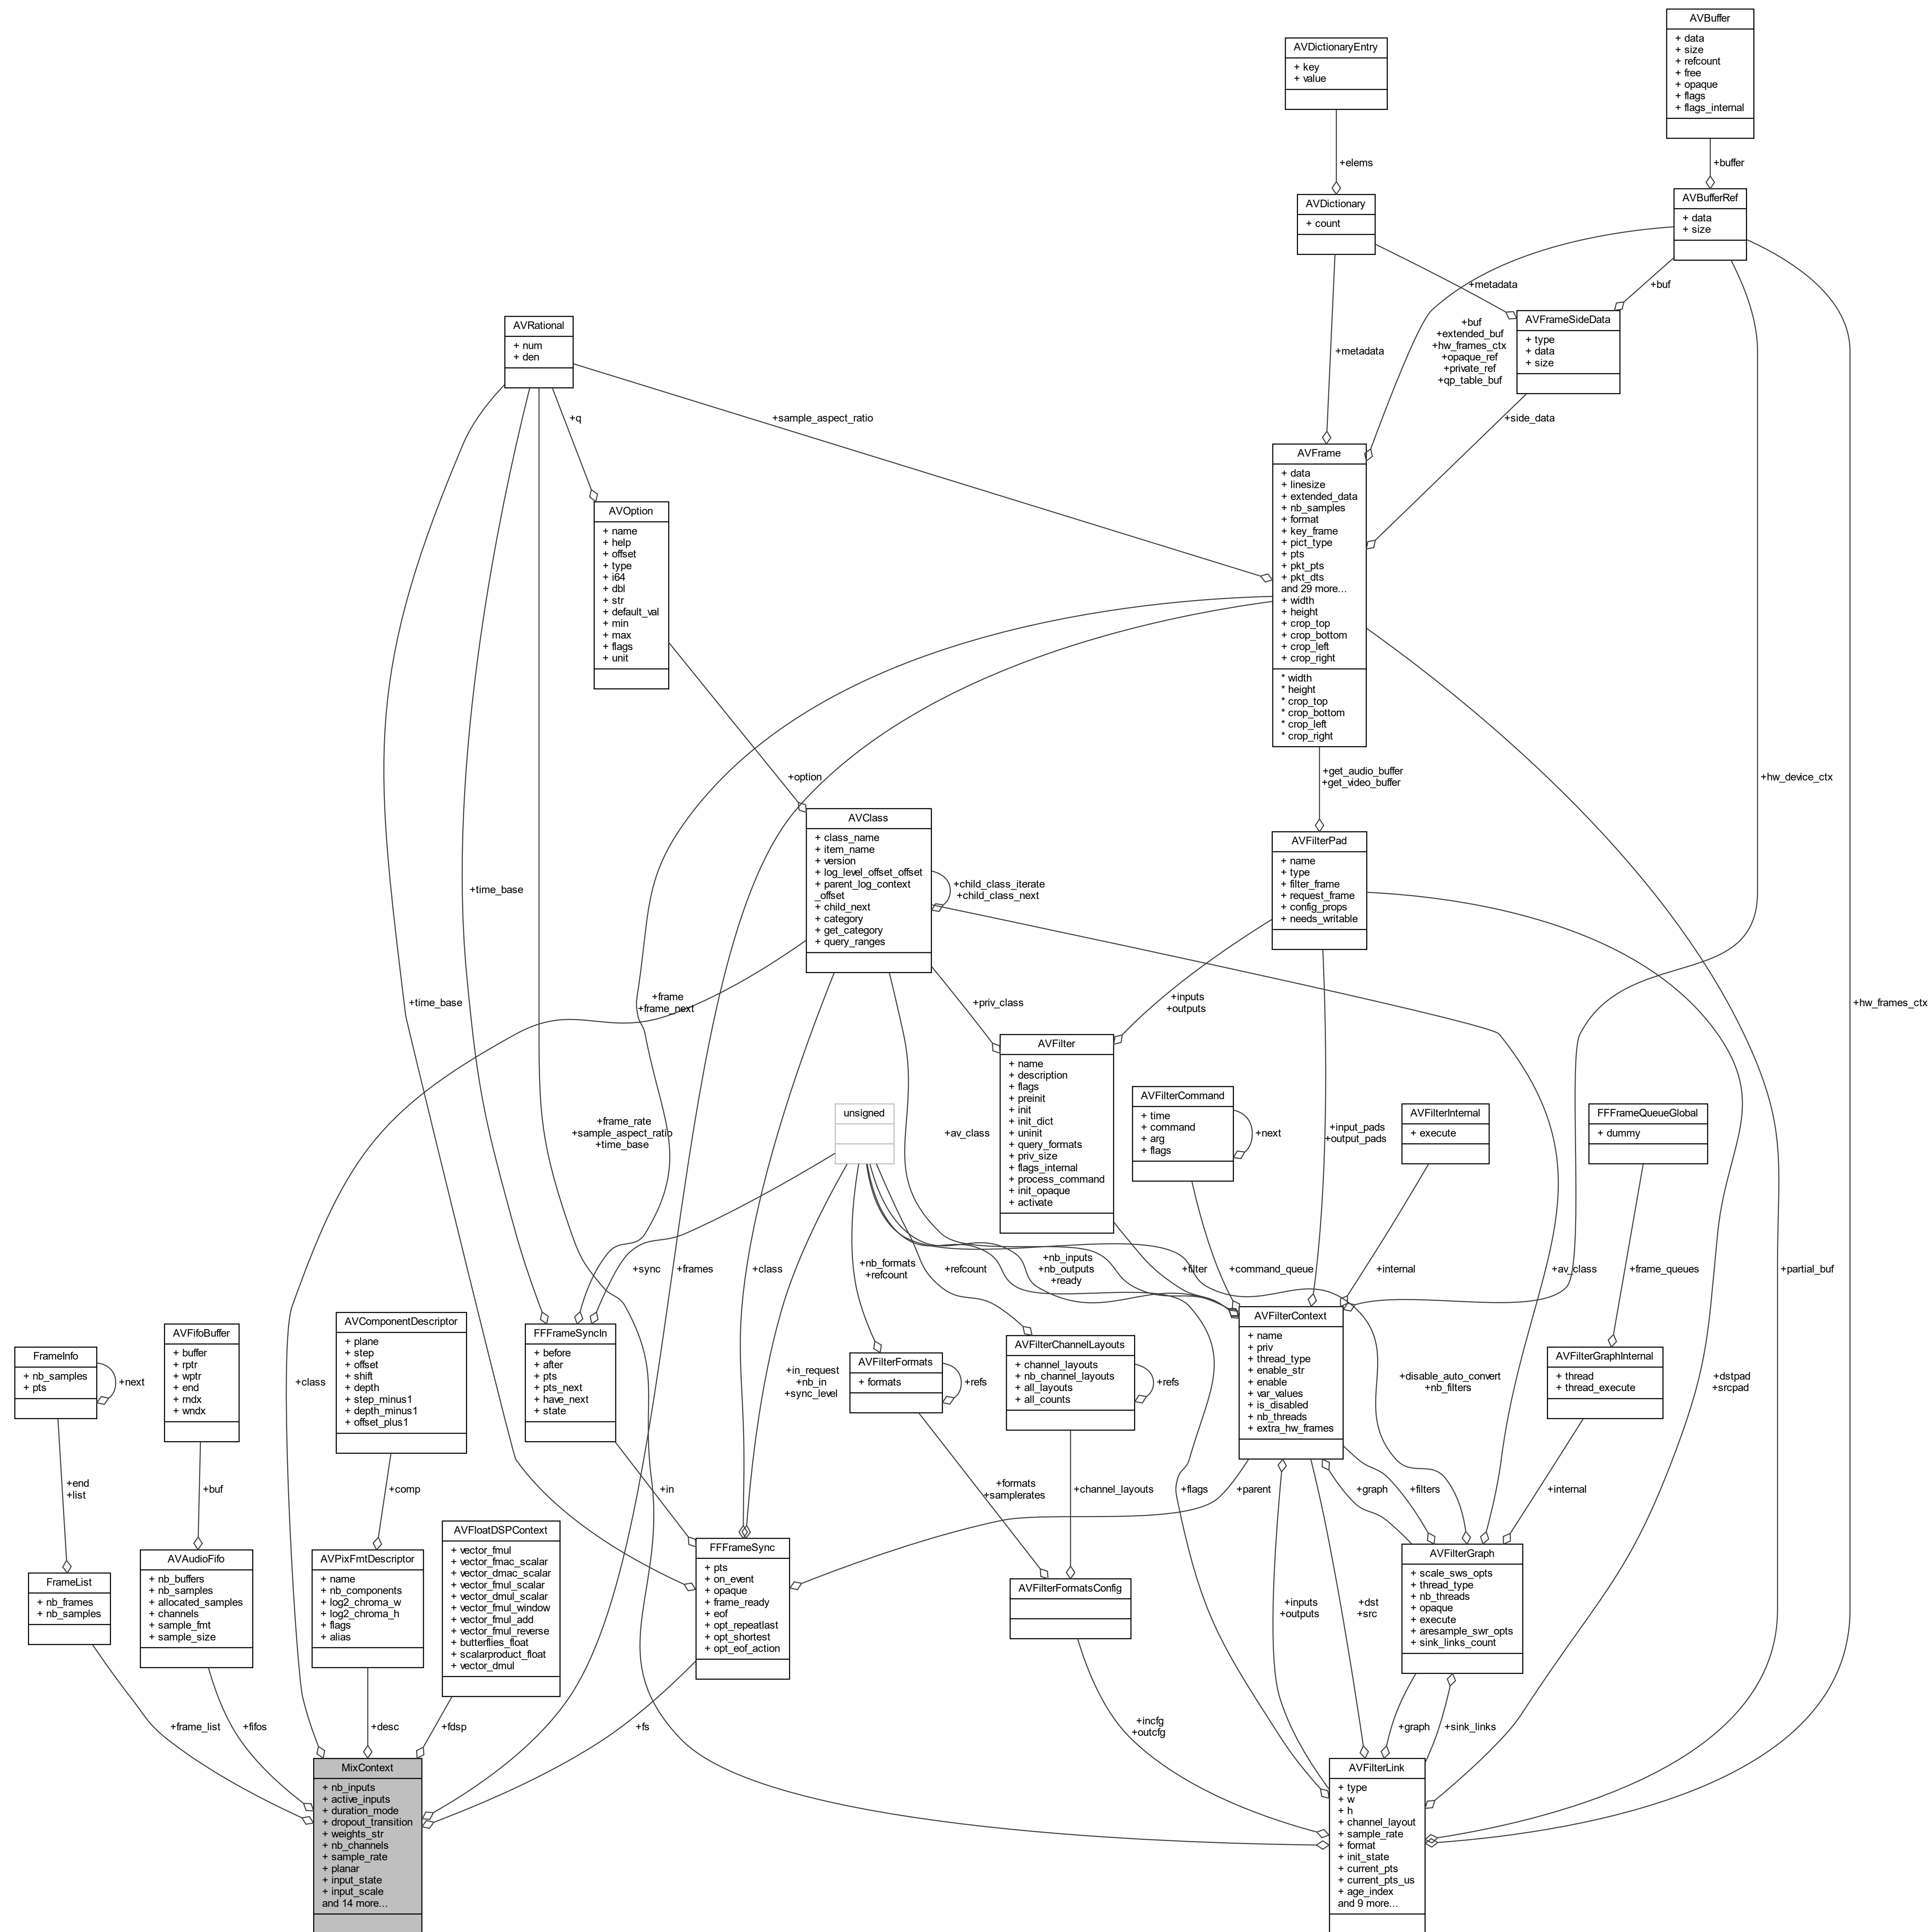 AVBuffer
+ data
+ size
+ refcount
+ free
+ opaque
+ flags
+ flags_internal
AVDictionaryEntry
+ key
+ value
+elems
+buffer
AVDictionary
+ count
AVBufferRef
+ data
+ size
+metadata
+buf
AVFrameSideData
+ type
+ data
+ size
+buf
+extended_buf
+hw_frames_ctx
+opaque_ref
+private_ref
+qp_table_buf
+metadata
AVRational
+ num
+ den
+q
+sample_aspect_ratio
+side_data
AVFrame
+ data
+ linesize
+ extended_data
+ nb_samples
+ format
+ key_frame
+ pict_type
+ pts
+ pkt_pts
+ pkt_dts
and 29 more...
+ width
+ height
+ crop_top
+ crop_bottom
+ crop_left
+ crop_right
* width
* height
* crop_top
* crop_bottom
* crop_left
* crop_right
AVOption
+ name
+ help
+ offset
+ type
+ i64
+ dbl
+ str
+ default_val
+ min
+ max
+ flags
+ unit
+option
+get_audio_buffer
+get_video_buffer
+hw_device_ctx
AVClass
+ class_name
+ item_name
+ version
+ log_level_offset_offset
+ parent_log_context
_offset
+ child_next
+ category
+ get_category
+ query_ranges
+child_class_iterate
+child_class_next
AVFilterPad
+ name
+ type
+ filter_frame
+ request_frame
+ config_props
+ needs_writable
+time_base
+time_base
+frame
+frame_next
+priv_class
+inputs
+outputs
+hw_frames_ctx
AVFilter
+ name
+ description
+ flags
+ preinit
+ init
+ init_dict
+ uninit
+ query_formats
+ priv_size
+ flags_internal
+ process_command
+ init_opaque
+ activate
unsigned
AVFilterCommand
+ time
+ command
+ arg
+ flags
+next
AVFilterInternal
+ execute
FFFrameQueueGlobal
+ dummy
+frame_rate
+sample_aspect_ratio
+time_base
+av_class
+input_pads
+output_pads
+sync
+frames
+class
+nb_formats
+refcount
+refcount
+nb_inputs
+nb_outputs
+ready
+filter
+command_queue
+internal
+av_class
+frame_queues
+partial_buf
FrameInfo
+ nb_samples
+ pts
+next
AVFifoBuffer
+ buffer
+ rptr
+ wptr
+ end
+ rndx
+ wndx
+class
AVComponentDescriptor
+ plane
+ step
+ offset
+ shift
+ depth
+ step_minus1
+ depth_minus1
+ offset_plus1
FFFrameSyncIn
+ before
+ after
+ pts
+ pts_next
+ have_next
+ state
+in_request
+nb_in
+sync_level
AVFilterFormats
+ formats
+refs
AVFilterChannelLayouts
+ channel_layouts
+ nb_channel_layouts
+ all_layouts
+ all_counts
+refs
AVFilterContext
+ name
+ priv
+ thread_type
+ enable_str
+ enable
+ var_values
+ is_disabled
+ nb_threads
+ extra_hw_frames
+disable_auto_convert
+nb_filters
AVFilterGraphInternal
+ thread
+ thread_execute
+dstpad
+srcpad
+end
+list
+buf
+comp
+in
+formats
+samplerates
+channel_layouts
+flags
+parent
+graph
+filters
+internal
FrameList
+ nb_frames
+ nb_samples
AVAudioFifo
+ nb_buffers
+ nb_samples
+ allocated_samples
+ channels
+ sample_fmt
+ sample_size
AVPixFmtDescriptor
+ name
+ nb_components
+ log2_chroma_w
+ log2_chroma_h
+ flags
+ alias
AVFloatDSPContext
+ vector_fmul
+ vector_fmac_scalar
+ vector_dmac_scalar
+ vector_fmul_scalar
+ vector_dmul_scalar
+ vector_fmul_window
+ vector_fmul_add
+ vector_fmul_reverse
+ butterflies_float
+ scalarproduct_float
+ vector_dmul
FFFrameSync
+ pts
+ on_event
+ opaque
+ frame_ready
+ eof
+ opt_repeatlast
+ opt_shortest
+ opt_eof_action
AVFilterFormatsConfig
+inputs
+outputs
+dst
+src
AVFilterGraph
+ scale_sws_opts
+ thread_type
+ nb_threads
+ opaque
+ execute
+ aresample_swr_opts
+ sink_links_count
+frame_list
+fifos
+desc
+fdsp
+fs
+incfg
+outcfg
+graph
+sink_links
MixContext
+ nb_inputs
+ active_inputs
+ duration_mode
+ dropout_transition
+ weights_str
+ nb_channels
+ sample_rate
+ planar
+ input_state
+ input_scale
and 14 more...
AVFilterLink
+ type
+ w
+ h
+ channel_layout
+ sample_rate
+ format
+ init_state
+ current_pts
+ current_pts_us
+ age_index
and 9 more...